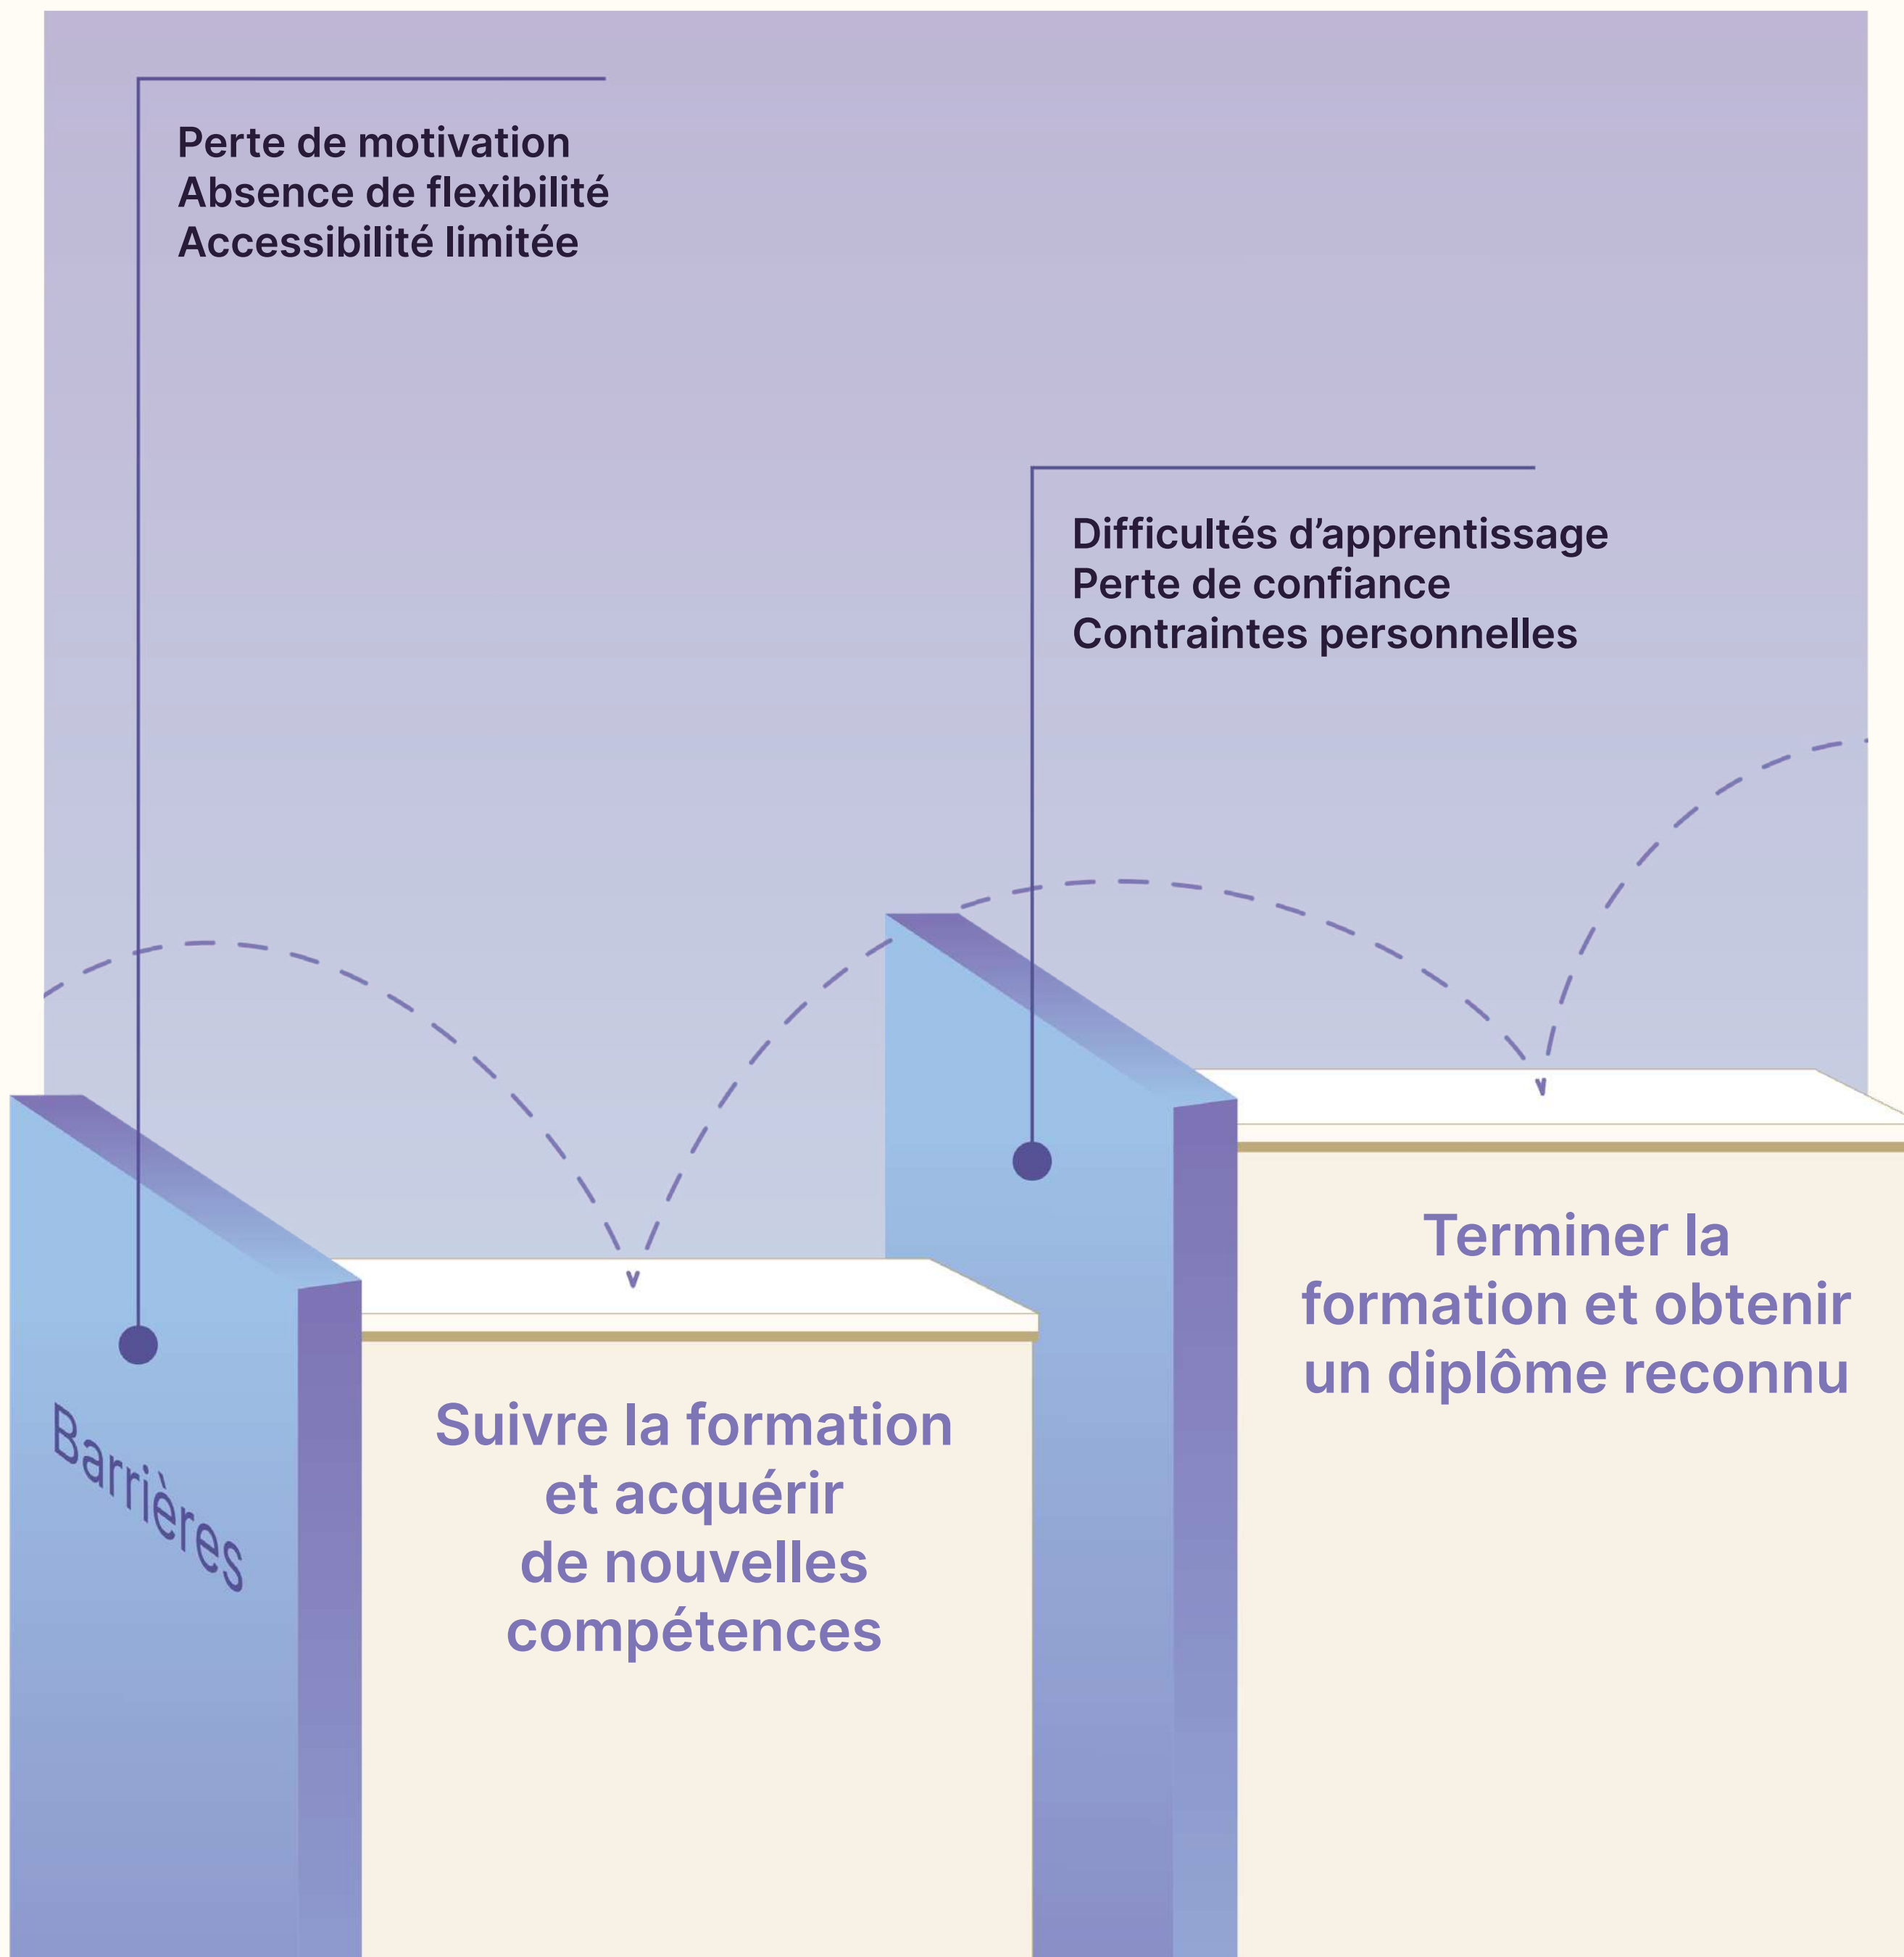 Perte de motivation
Absence de flexibilité
Accessibilité limitée
Difficultés d’apprentissage
Perte de confiance
Contraintes personnelles
Barrières
Suivre la formation
et acquérir
de nouvelles
compétences
Terminer la
formation et obtenir
un diplôme reconnu